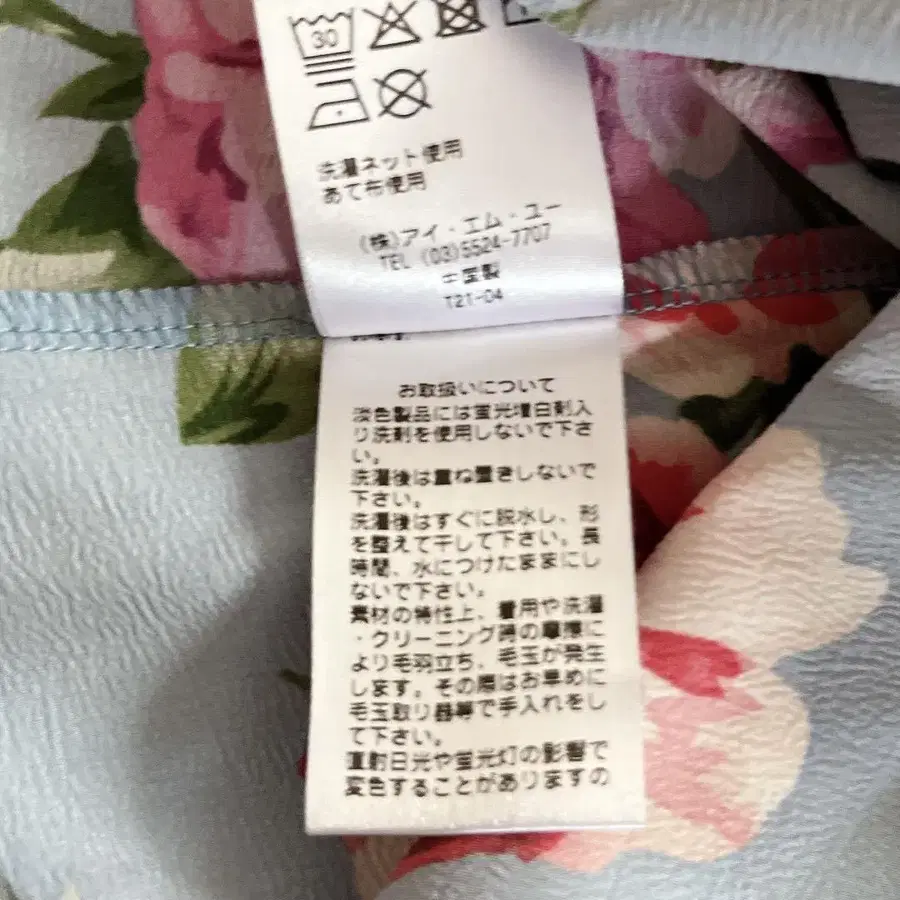 30
洗濯ネット使用
あて布使用
(株)アイ・エム・ユー
TEL (03)5524-7707
中国製
T21-04
お取扱いについて
淡色製品には蛍光増白剤入
り洗剤を使用しないで下さ
い。
洗濯後は重ね置きしないで
下さい。
洗濯後はすぐに脱水し、形
を整えて干して下さい。長
時間、水につけたままにし
ないで下さい。
素材の特性上、着用や洗濯
・クリーニング時の摩擦に
より毛羽立ち、毛玉が発生
します。その際はお早めに
毛玉取り器等で手入れをし
て下さい。
直射日光や蛍光灯の影響で
変色することがありますの